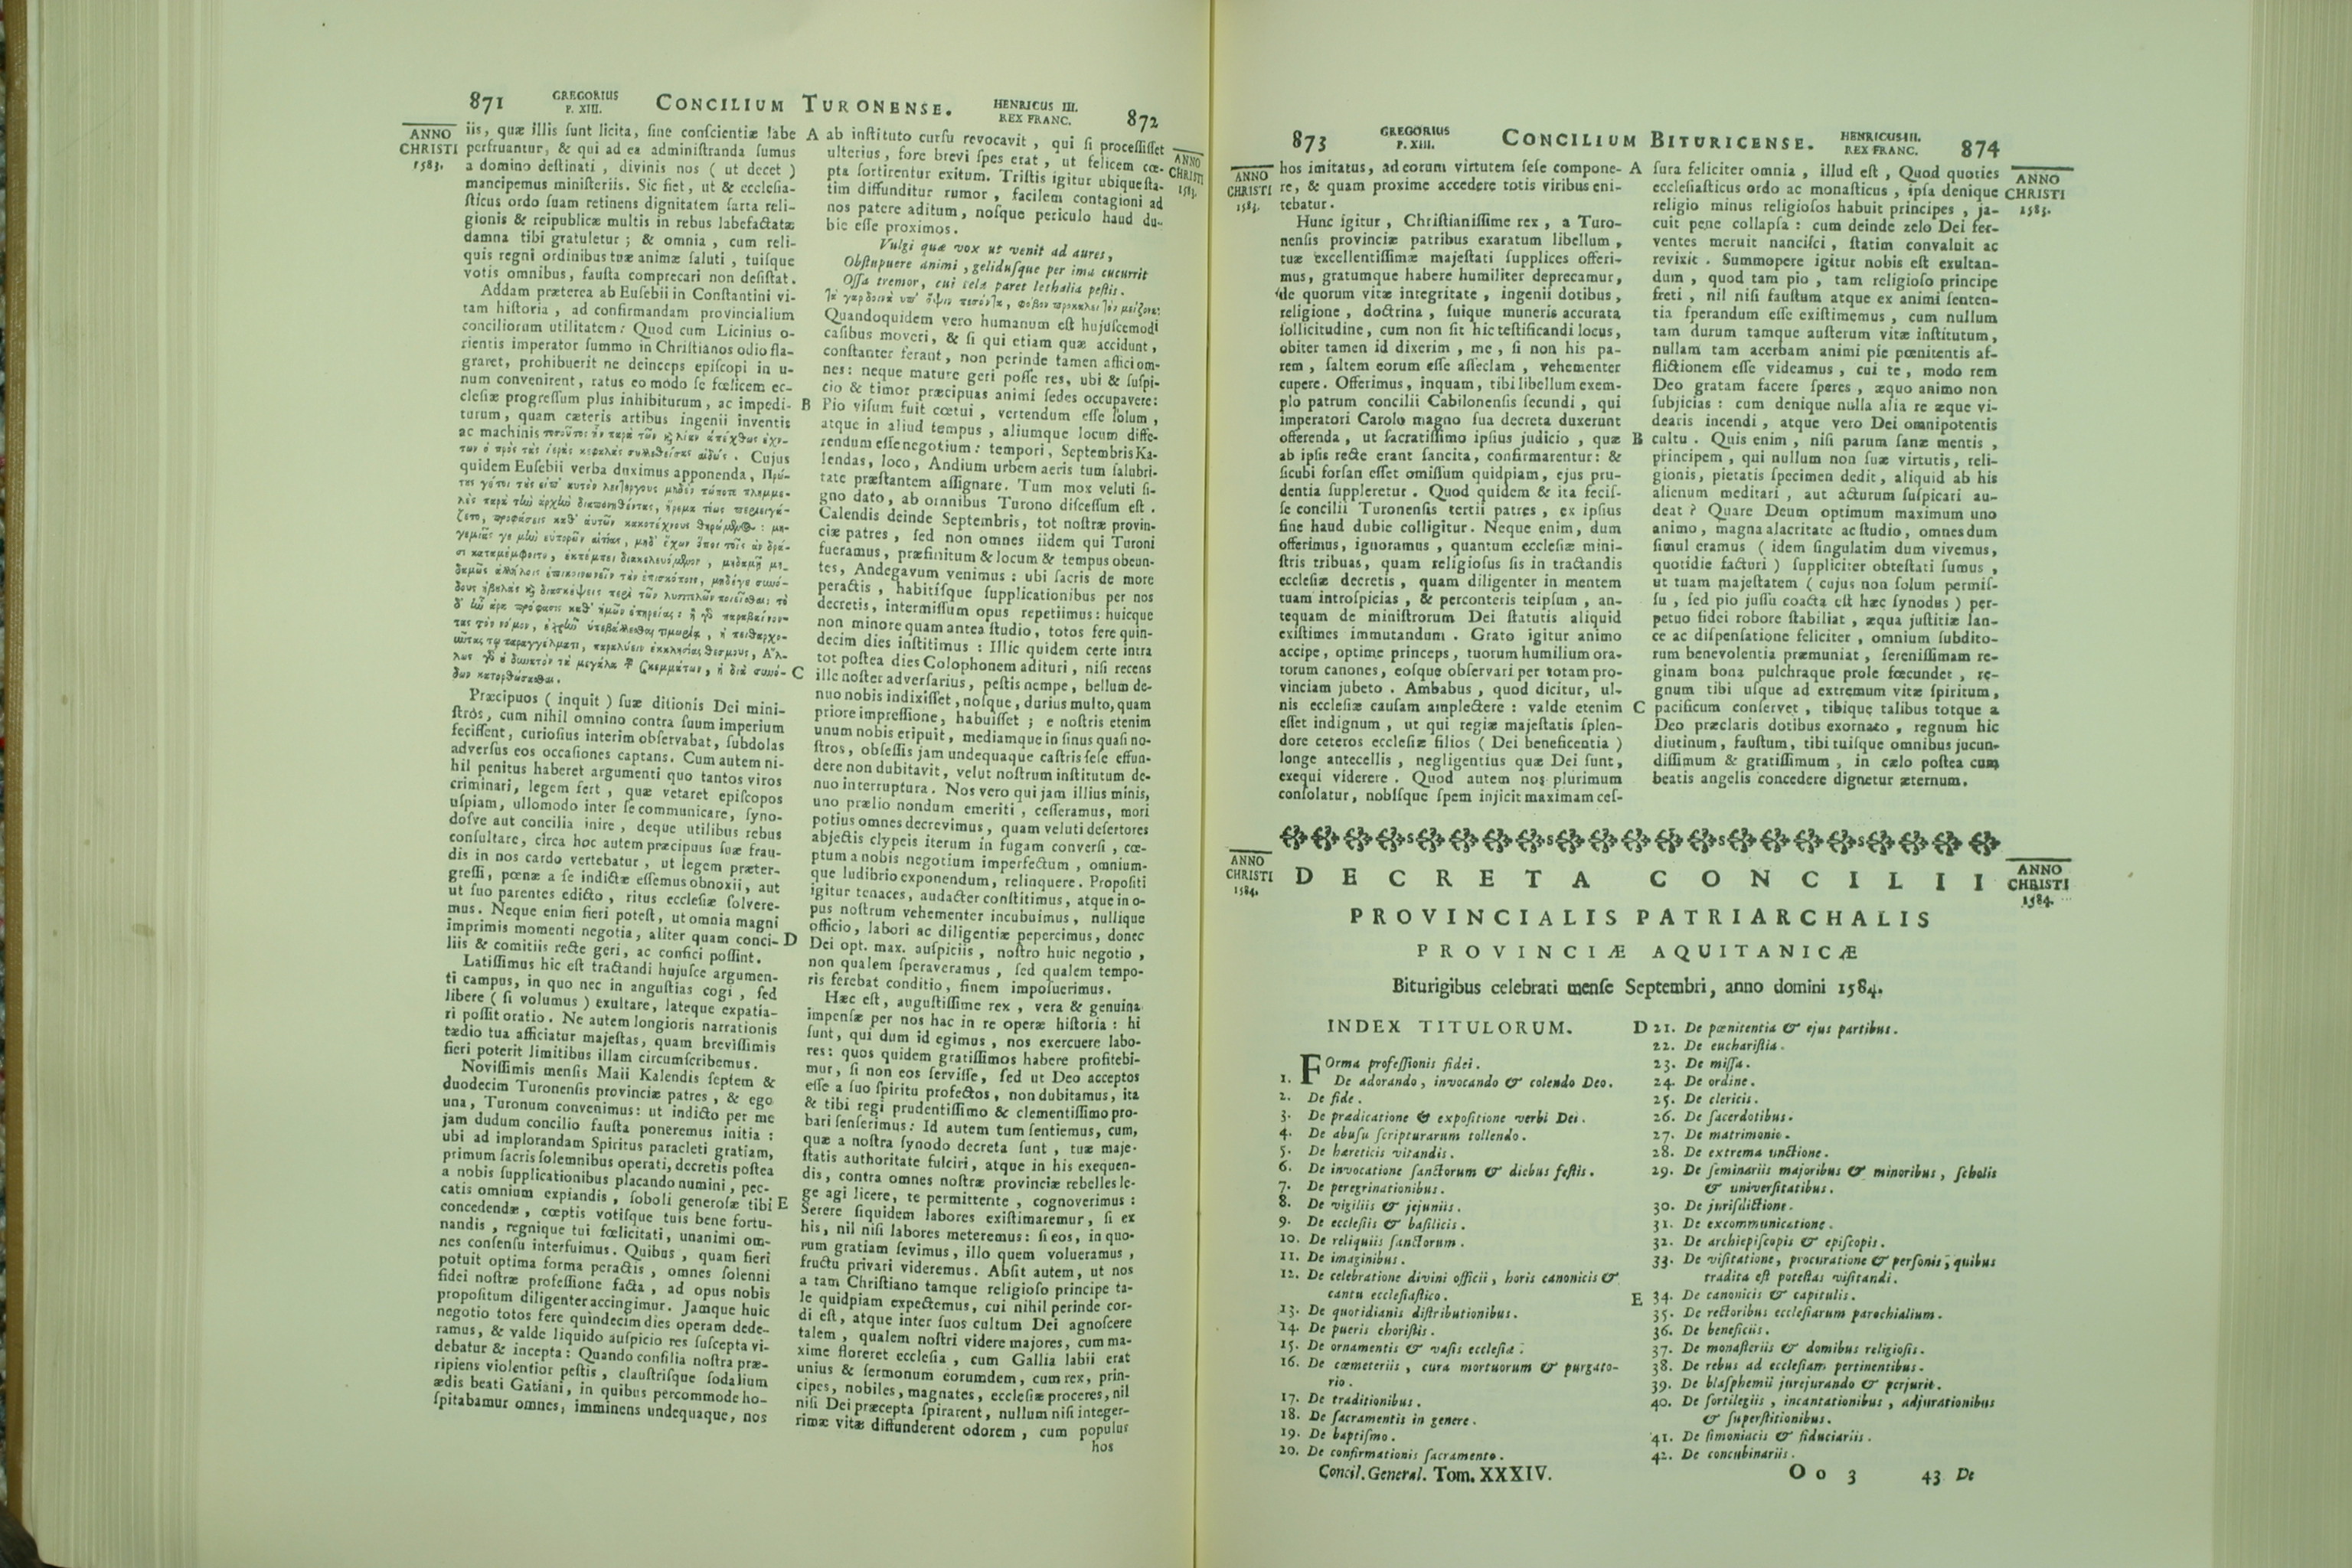 871 GREGORIUS P. XIII. CONCILIUM TURONENSE. HENRICUS III. REX FRANC. 872
ANNO CHRISTI 1583.
iis, quæ illis ſunt licita, ſine conſcientiæ labe
perfruantur, & qui ad ea adminiſtranda ſumus
a domino deſtinati, divinis nos ( ut decet )
mancipemus miniſteriis. Sic fiet, ut & eccleſia-
ſticus ordo ſuam retinens dignitatem ſarta reli-
gionis & reipublicæ multis in rebus labefactatæ
damna tibi gratuletur ; & omnia, cum reli-
quis regni ordinibus tuæ animæ ſaluti, tuiſque
votis omnibus, fauſta comprecari non deſiſtat.
Addam præterea ab Euſebii in Conſtantini vi-
tam hiſtoria, ad confirmandam provincialium
conciliorum utilitatem : Quod cum Licinius o-
rientis imperator ſummo in Chriſtianos odio fla-
graret, prohibuerit ne deinceps epiſcopi in u-
num convenirent, ratus eo modo ſe fœlicem ec-
cleſiæ progreſſum plus inhibiturum, ac impedi-
turum, quam cæteris artibus ingenii inventis
ac machinis
Cujus
quidem Euſebii verba duximus apponenda,
Præcipuos ( inquit ) ſuæ ditionis Dei mini-
ſtros, cum nihil omnino contra ſuum imperium
feciſſent, curioſius interim obſervabat, ſubdolas
adverſus eos occaſiones captans. Cum autem ni-
hil penitus haberet argumenti quo tantos viros
criminari, legem fert, quæ vetaret epiſcopos
uſpiam, ullomodo inter ſe communicare, ſyno-
doſve aut concilia inire, deque utilibus rebus
conſultare, circa hoc autem præcipuus ſuæ frau-
dis in nos cardo vertebatur, ut legem præter-
greſſi, pœnæ a ſe indictæ eſſemus obnoxii, aut
ut ſuo parentes edicto, ritus eccleſiæ ſolvere-
mus. Neque enim fieri poteſt, ut omnia magni
imprimis momenti negotia, aliter quam conci-
liis & comitiis recte geri, ac confici poſſint.
Latiſſimus hic eſt tractandi hujuſce argumen-
ti campus, in quo nec in anguſtias cogi, ſed
libere ( ſi volumus ) exultare, lateque expatia-
ri poſſit oratio. Ne autem longioris narrationis
tædio tua afficiatur majeſtas, quam breviſſimis
fieri poterit limitibus illam circumſcribemus.
Noviſſimis menſis Maii Kalendis ſeptem &
duodecim Turonenſis provinciæ patres, & ego
una, Turonum convenimus: ut indicto per me
jam dudum concilio fauſta poneremus initia :
ubi ad implorandam Spiritus paracleti gratiam,
primum ſacris ſolemnibus operati, decretis poſtea
a nobis ſupplicationibus placando numini, pec-
catis omnium expiandis, ſoboli generoſæ tibi
concedendæ, cœptis votiſque tuis bene fortu-
nandis, regnique tui fœlicitati, unanimi om-
nes conſenſu interfuimus. Quibus, quam fieri
potuit optima forma peractis, omnes ſolenni
fidei noſtræ profeſſione facta, ad opus nobis
propoſitum diligenter accingimur. Jamque huic
negotio totos fere quindecim dies operam dede-
ramus, & valde liquido auſpicio res ſuſcepta vi-
debatur & incepta : Quando conſilia noſtra præ-
ripiens violentior peſtis, clauſtriſque ſodalium
ædis beati Gatiani, in quibus percommode ho-
ſpitabamur omnes, imminens undequaque, nos
A
B
C
D
E
ANNO CHRISTI 1583.
ab inſtituto curſu revocavit, qui ſi proceſſiſſet
ulterius, fore brevi ſpes erat, ut felicem cœ-
pta ſortirentur exitum. Triſtis igitur ubique ſta-
tim diffunditur rumor, facilem contagioni ad
nos patere aditum, noſque periculo haud du-
bie eſſe proximos.
Vulgi quæ vox ut venit ad aures,
Obſtupuere animi, geliduſque per ima cucurrit
Oſſa tremor, cui tela paret lethalia peſtis.
Quandoquidem vero humanum eſt hujuſcemodi
caſibus moveri, & ſi qui etiam quæ accidunt,
conſtanter ferant, non perinde tamen affici om-
nes: neque mature geri poſſe res, ubi & ſuſpi-
cio & timor præcipuas animi ſedes occupavere:
Pio viſum fuit cœtui, vertendum eſſe ſolum,
atque in aliud tempus, aliumque locum diffe-
rendum eſſe negotium: tempori, Septembris Ka-
lendas, loco, Andium urbem aeris tum ſalubri-
tate præſtantem aſſignare. Tum mox veluti ſi-
gno dato, ab omnibus Turono diſceſſum eſt.
Calendis deinde Septembris, tot noſtræ provin-
ciæ patres, ſed non omnes iidem qui Turoni
fueramus, præfinitum & locum & tempus obeun-
tes, Andegavum venimus : ubi ſacris de more
peractis, habitiſque ſupplicationibus per nos
decretis, intermiſſum opus repetiimus: huicque
non minore quam antea ſtudio, totos fere quin-
decim dies inſtitimus : Illic quidem certe intra
tot poſtea dies Colophonem adituri, niſi recens
ille noſter adverſarius, peſtis nempe, bellum de-
nuo nobis indixiſſet, noſque, durius multo, quam
priore impreſſione, habuiſſet ; e noſtris etenim
unum nobis eripuit, mediamque in ſinus quaſi no-
ſtros, obſeſſis jam undequaque caſtris ſeſe effun-
dere non dubitavit, velut noſtrum inſtitutum de-
nuo interruptura. Nos vero qui jam illius minis,
uno prælio nondum emeriti, ceſſeramus, mori
potius omnes decrevimus, quam veluti deſertores
abjectis clypeis iterum in fugam converſi, cœ-
ptum a nobis negotium imperfectum, omnium-
que ludibrio exponendum, relinquere. Propoſiti
igitur tenaces, audacter conſtitimus, atque in o-
pus noſtrum vehementer incubuimus, nullique
officio, labori ac diligentiæ pepercimus, donec
Dei opt. max. auſpiciis, noſtro huic negotio,
non qualem ſperaveramus, ſed qualem tempo-
ris ferebat conditio, finem impoſuerimus.
Hæc eſt, auguſtiſſime rex, vera & genuina
impenſæ per nos hac in re operæ hiſtoria : hi
ſunt, qui dum id egimus, nos exercuere labo-
res: quos quidem gratiſſimos habere profitebi-
mur, ſi non eos ſerviſſe, ſed ut Deo acceptos
eſſe a ſuo ſpiritu profectos, non dubitamus, ita
& tibi regi prudentiſſimo & clementiſſimo pro-
bari ſenſerimus: Id autem tum ſentiemus, cum,
quæ a noſtra ſynodo decreta ſunt, tuæ maje-
ſtatis authoritate fulciri, atque in his exequen-
dis, contra omnes noſtræ provinciæ rebelles le-
ge agi licere, te permittente, cognoverimus :
Serere ſiquidem labores exiſtimaremur, ſi ex
his, nil niſi labores meteremus: ſi eos, in quo-
rum gratiam ſevimus, illo quem volueramus,
fructu privari videremus. Abſit autem, ut nos
a tam Chriſtiano tamque religioſo principe ta-
le quidpiam expectemus, cui nihil perinde cor-
di eſt, atque inter ſuos cultum Dei agnoſcere
talem, qualem noſtri videre majores, cum ma-
xime floreret eccleſia, cum Gallia labii erat
unius & ſermonum eorumdem, cum rex, prin-
cipes, nobiles, magnates, eccleſiæ proceres, nil
niſi Dei præcepta ſpirarent, nullum niſi integer-
rimæ vitæ diffunderent odorem, cum populus
hos
873 GREGORIUS P. XIII. CONCILIUM BITURICENSE. HENRICUS III. REX FRANC. 874
ANNO CHRISTI 1583.
hos imitatus, ad eorum virtutem ſeſe compone-
re, & quam proxime accedere totis viribus eni-
tebatur.
Hunc igitur, Chriſtianiſſime rex, a Turo-
nenſis provinciæ patribus exaratum libellum,
tuæ excellentiſſimæ majeſtati ſupplices offeri-
mus, gratumque habere humiliter deprecamur,
de quorum vitæ integritate, ingenii dotibus,
religione, doctrina, ſuique muneris accurata
ſollicitudine, cum non ſit hic teſtificandi locus,
obiter tamen id dixerim, me, ſi non his pa-
rem, ſaltem eorum eſſe aſſeclam, vehementer
cupere. Offerimus, inquam, tibi libellum exem-
plo patrum concilii Cabilonenſis ſecundi, qui
imperatori Carolo magno ſua decreta duxerunt
offerenda, ut ſacratiſſimo ipſius judicio, quæ
ab ipſis recte erant ſancita, confirmarentur: &
ſicubi forſan eſſet omiſſum quidpiam, ejus pru-
dentia ſuppleretur. Quod quidem & ita feciſ-
ſe concilii Turonenſis tertii patres, ex ipſius
fine haud dubie colligitur. Neque enim, dum
offerimus, ignoramus, quantum eccleſiæ mini-
ſtris tribuas, quam religioſus ſis in tractandis
eccleſiæ decretis, quam diligenter in mentem
tuam introſpicias, & perconteris teipſum, an-
tequam de miniſtrorum Dei ſtatutis aliquid
exiſtimes immutandum. Grato igitur animo
accipe, optime princeps, tuorum humilium ora-
torum canones, eoſque obſervari per totam pro-
vinciam jubeto. Ambabus, quod dicitur, ul-
nis eccleſiæ cauſam amplectere : valde etenim
eſſet indignum, ut qui regiæ majeſtatis ſplen-
dore ceteros eccleſiæ filios ( Dei beneficentia )
longe antecellis, negligentius quæ Dei ſunt,
exequi viderere. Quod autem nos plurimum
conſolatur, nobiſque ſpem injicit maximam ceſ-
A
B
C
ANNO CHRISTI 1583.
ſura feliciter omnia, illud eſt, Quod quoties
eccleſiaſticus ordo ac monaſticus, ipſa denique
religio minus religioſos habuit principes, ja-
cuit pene collapſa : cum deinde zelo Dei fer-
ventes meruit nanciſci, ſtatim convaluit ac
revixit. Summopere igitur nobis eſt exultan-
dum, quod tam pio, tam religioſo principe
freti, nil niſi fauſtum atque ex animi ſenten-
tia ſperandum eſſe exiſtimemus, cum nullum
tam durum tamque auſterum vitæ inſtitutum,
nullam tam acerbam animi pie pœnitentis af-
flictionem eſſe videamus, cui te, modo rem
Deo gratam facere ſperes, æquo animo non
ſubjicias : cum denique nulla alia re æque vi-
dearis incendi, atque vero Dei omnipotentis
cultu. Quis enim, niſi parum ſanæ mentis,
principem, qui nullum non ſuæ virtutis, reli-
gionis, pietatis ſpecimen dedit, aliquid ab his
alienum meditari, aut acturum ſuſpicari au-
deat ? Quare Deum optimum maximum uno
animo, magna alacritate ac ſtudio, omnes dum
ſimul eramus ( idem ſingulatim dum vivemus,
quotidie facturi ) ſuppliciter obteſtati ſumus,
ut tuam majeſtatem ( cujus non ſolum permiſ-
ſu, ſed pio juſſu coacta eſt hæc ſynodus ) per-
petuo fidei robore ſtabiliat, æqua juſtitiæ lan-
ce ac diſpenſatione feliciter, omnium ſubdito-
rum benevolentia præmuniat, ſereniſſimam re-
ginam bona pulchraque prole fœcundet, re-
gnum tibi uſque ad extremum vitæ ſpiritum,
pacificum conſervet, tibique talibus totque a
Deo præclaris dotibus exornato, regnum hic
diutinum, fauſtum, tibi tuiſque omnibus jucun-
diſſimum & gratiſſimum, in cælo poſtea cum
beatis angelis concedere dignetur æternum.
ANNO CHRISTI 1584.
DECRETA CONCILII
ANNO CHRISTI 1584.
PROVINCIALIS PATRIARCHALIS
PROVINCIÆ AQUITANICÆ
Biturigibus celebrati menſe Septembri, anno domini 1584.
INDEX TITULORUM.
FOrma profeſſionis fidei.
1. De adorando, invocando & colendo Deo.
2. De fide.
3. De prædicatione & expoſitione verbi Dei.
4. De abuſu ſcripturarum tollendo.
5. De hæreticis vitandis.
6. De invocatione ſanctorum & diebus feſtis.
7. De peregrinationibus.
8. De vigiliis & jejuniis.
9. De eccleſiis & baſilicis.
10. De reliquiis ſanctorum.
11. De imaginibus.
12. De celebratione divini officii, horis canonicis &
cantu eccleſiaſtico.
13. De quotidianis diſtributionibus.
14. De pueris choriſtis.
15. De ornamentis & vaſis eccleſiæ.
16. De cœmeteriis, cura mortuorum & purgato-
rio.
17. De traditionibus.
18. De ſacramentis in genere.
19. De baptiſmo.
20. De confirmationis ſacramento.
D
E
21. De pœnitentia & ejus partibus.
22. De euchariſtia.
23. De miſſa.
24. De ordine.
25. De clericis.
26. De ſacerdotibus.
27. De matrimonio.
28. De extrema unctione.
29. De ſeminariis majoribus & minoribus, ſcholis
& univerſitatibus.
30. De juriſdictione.
31. De excommunicatione.
32. De archiepiſcopis & epiſcopis.
33. De viſitatione, procuratione & perſonis, quibus
tradita eſt poteſtas viſitandi.
34. De canonicis & capitulis.
35. De rectoribus eccleſiarum parochialium.
36. De beneficiis.
37. De monaſteriis & domibus religioſis.
38. De rebus ad eccleſiam pertinentibus.
39. De blaſphemii jurejurando & perjurit.
40. De ſortilegiis, incantationibus, adjurationibus
& ſuperſtitionibus.
41. De ſimoniacis & fiduciariis.
42. De concubinariis.
Concil. General. Tom. XXXIV. Oo 3 43 De